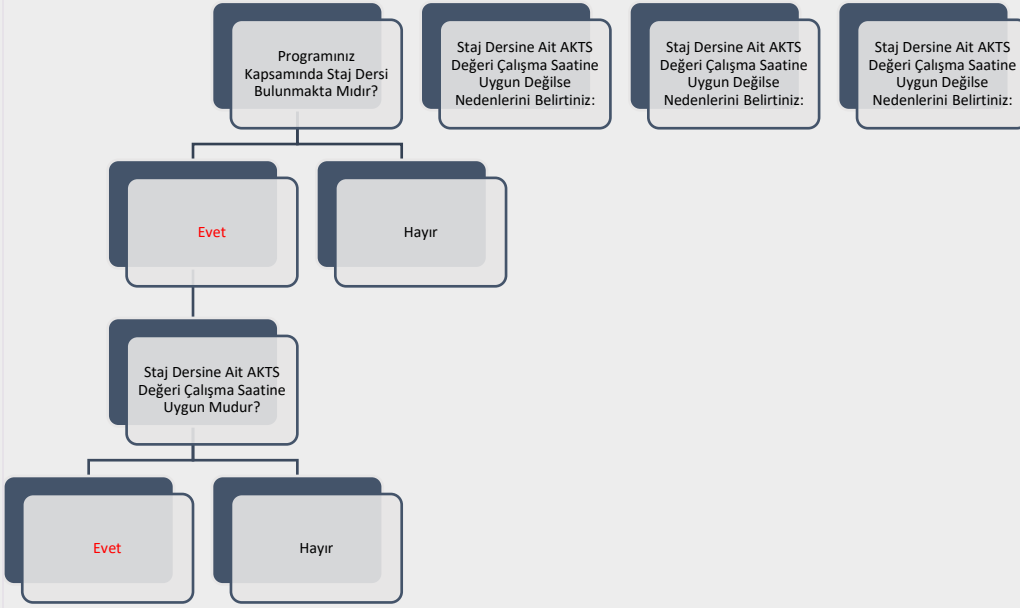 Programınız
Kapsamında Staj Dersi
Bulunmakta Mıdır?
Staj Dersine Ait AKTS
Değeri Çalışma Saatine
Uygun Değilse
Nedenlerini Belirtiniz:
Staj Dersine Ait AKTS
Değeri Çalışma Saatine
Uygun Değilse
Nedenlerini Belirtiniz:
Staj Dersine Ait AKTS
Değeri Çalışma Saatine
Uygun Değilse
Nedenlerini Belirtiniz:
Evet
Hayır
Staj Dersine Ait AKTS
Değeri Çalışma Saatine
Uygun Mudur?
Evet
Hayır